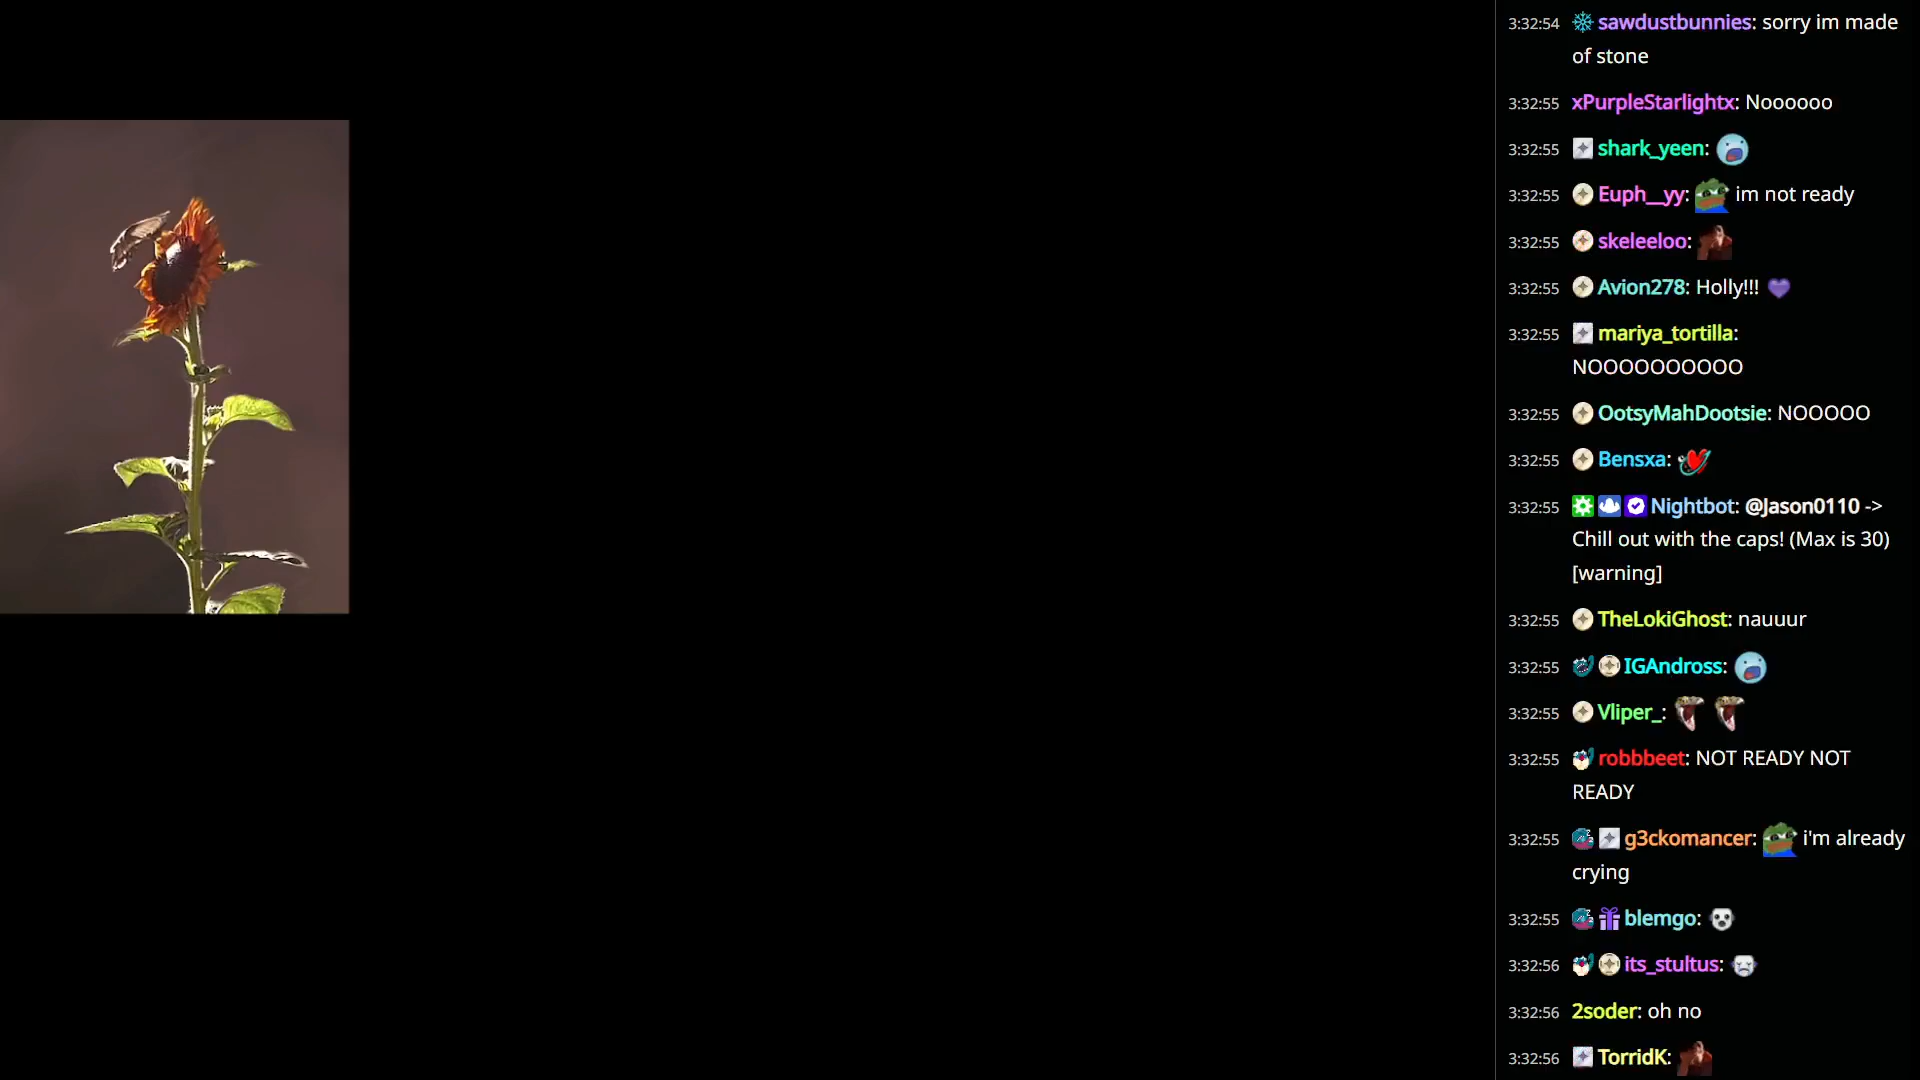 3:32:54 sawdustbunnies: sorry im made
of stone
3:32:55 xPurpleStarlightx: Noooooo
3:32:55 shark_yeen:
3:32:55 Euph__yy: im not ready
3:32:55 skeleeloo:
3:32:55 Avion278: Holly!!!
3:32:55 mariya_tortilla:
NOOOOOOOOOO
3:32:55 OotsyMahDootsie: NOOOOO
3:32:55 Bensxa:
3:32:55 Nightbot: @Jason0110 ->
Chill out with the caps! (Max is 30)
[warning]
3:32:55 TheLokiGhost: nauuur
3:32:55 IGAndross:
3:32:55 Vliper_:
3:32:55 robbbeet: NOT READY NOT
READY
3:32:55 g3ckomancer: i'm already
crying
3:32:55 blemgo:
3:32:56 its_stultus:
3:32:56 2soder: oh no
3:32:56 TorridK: